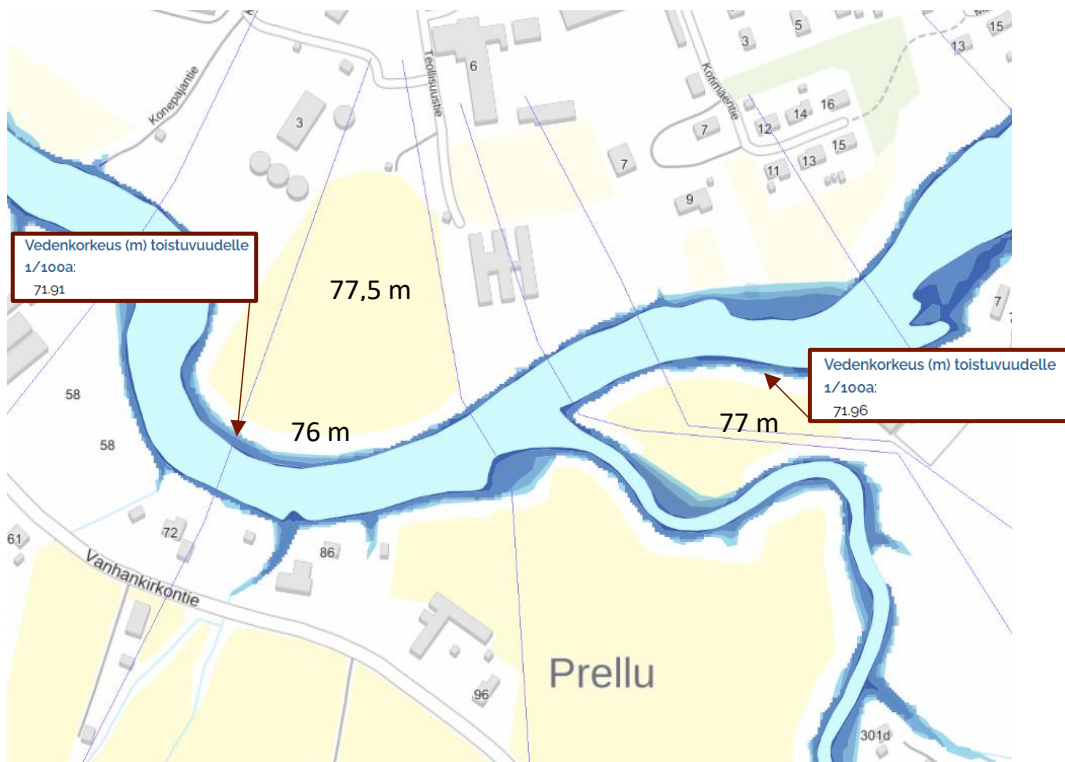 6
3
5
15
13
Konepajantie
Teollisuustie
Kotimäentie
3
7
12
14
16
7
11
13
15
9
Vedenkorkeus (m) toistuvuudelle
1/100a:
71.91
77,5 m
7
58
Vedenkorkeus (m) toistuvuudelle
1/100a:
71.96
76 m
77 m
58
61
72
86
Vanhankirkontie
Prellu
96
301d